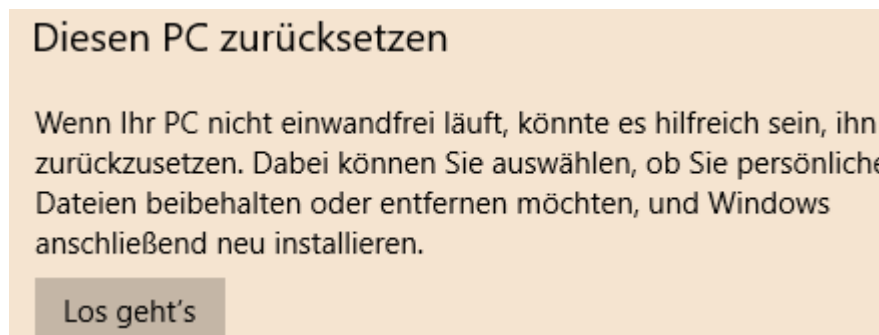 Diesen PC zurücksetzen
Wenn Ihr PC nicht einwandfrei läuft, könnte es hilfreich sein, ihn
zurückzusetzen. Dabei können Sie auswählen, ob Sie persönliche
Dateien beibehalten oder entfernen möchten, und Windows
anschließend neu installieren.
Los geht's